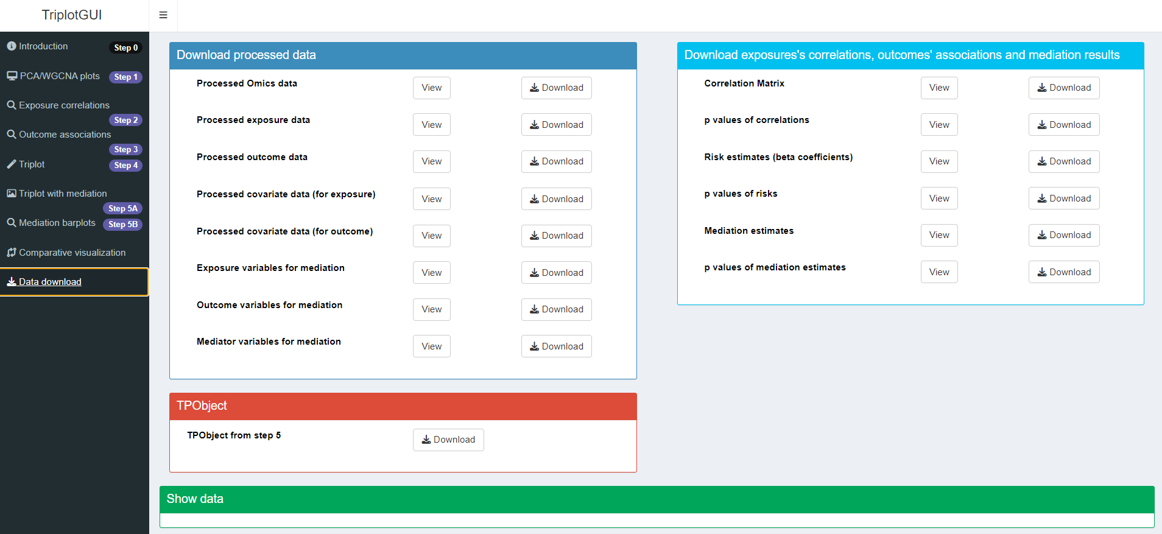 TriplotGUI
Introduction
Step 0
PCA/WGCNA plots
Step 1
Exposure correlations
Step 2
Outcome associations
Step 3
Triplot
Step 4
Triplot with mediation
Step 5A
Mediation barplots
Step 5B
Comparative visualization
Data download
Download processed data
Processed Omics data View Download
Processed exposure data View Download
Processed outcome data View Download
Processed covariate data (for exposure) View Download
Processed covariate data (for outcome) View Download
Exposure variables for mediation View Download
Outcome variables for mediation View Download
Mediator variables for mediation View Download
TPObject
TPObject from step 5 Download
Download exposures's correlations, outcomes' associations and mediation results
Correlation Matrix View Download
p values of correlations View Download
Risk estimates (beta coefficients) View Download
p values of risks View Download
Mediation estimates View Download
p values of mediation estimates View Download
Show data